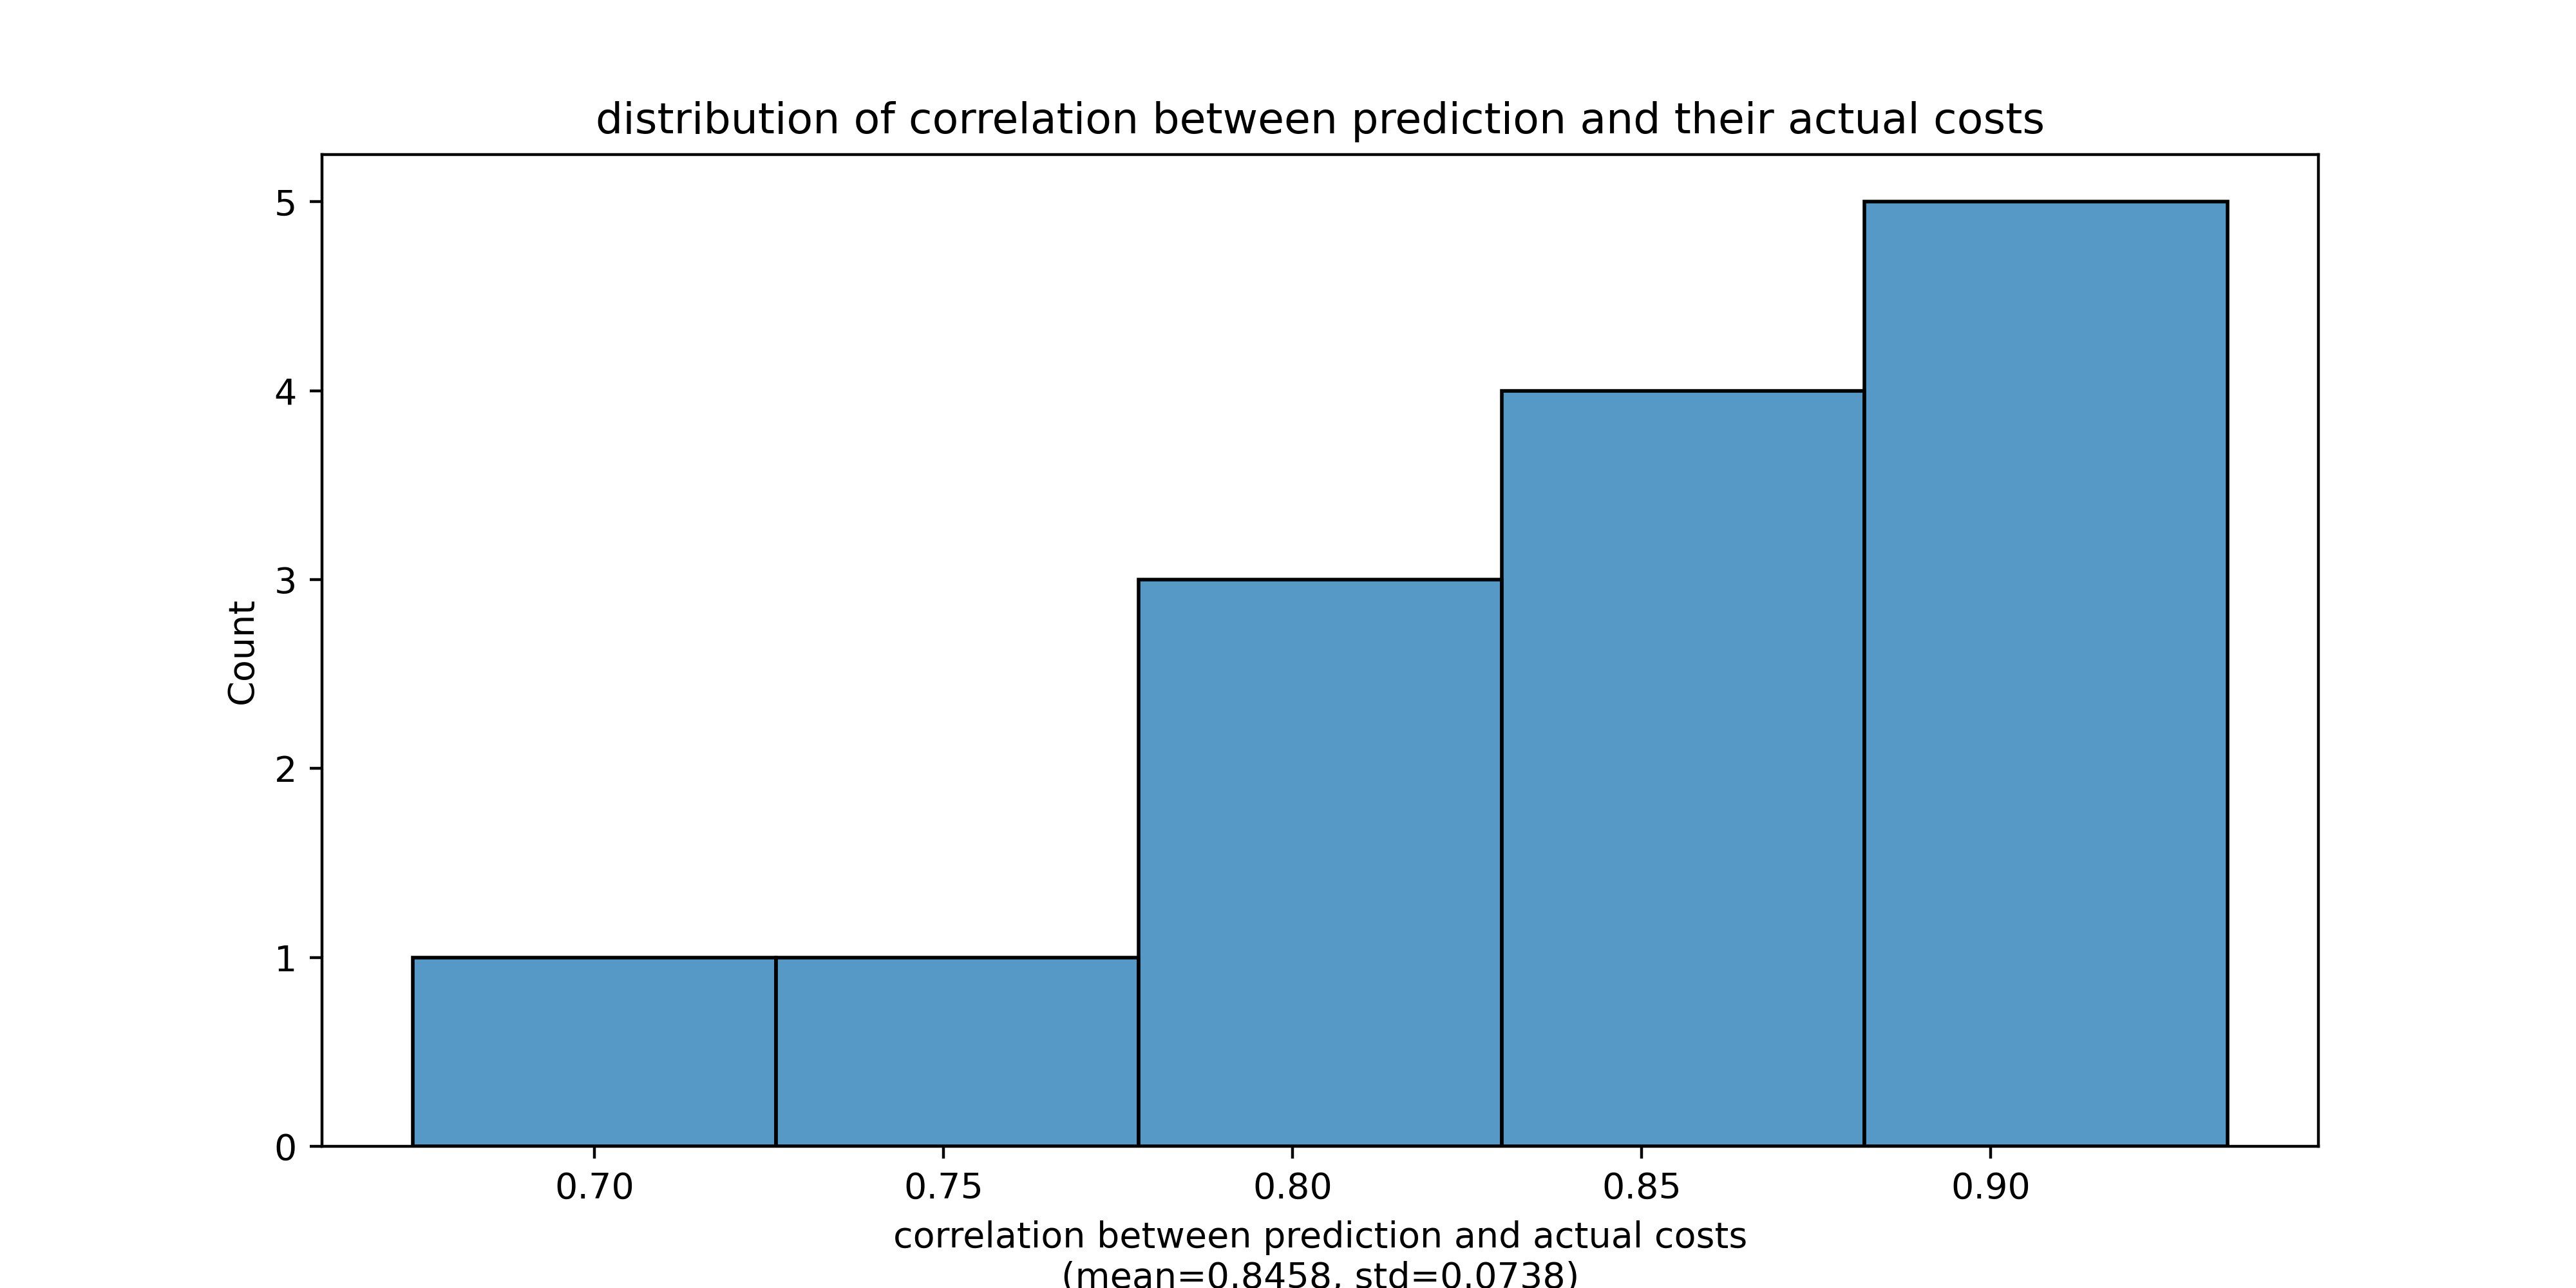 distribution of correlation between prediction and their actual costs
5
4
3
2
1
0
Count
0.70 0.75 0.80 0.85 0.90
correlation between prediction and actual costs
(mean=0.8458, std=0.0738)